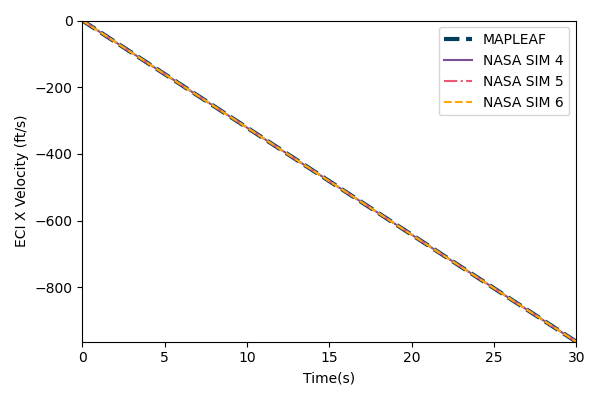 ECI X Velocity (ft/s)
0
−200
−400
−600
−800
MAPLEAF
NASA SIM 4
NASA SIM 5
NASA SIM 6
0 5 10 15 20 25 30
Time(s)